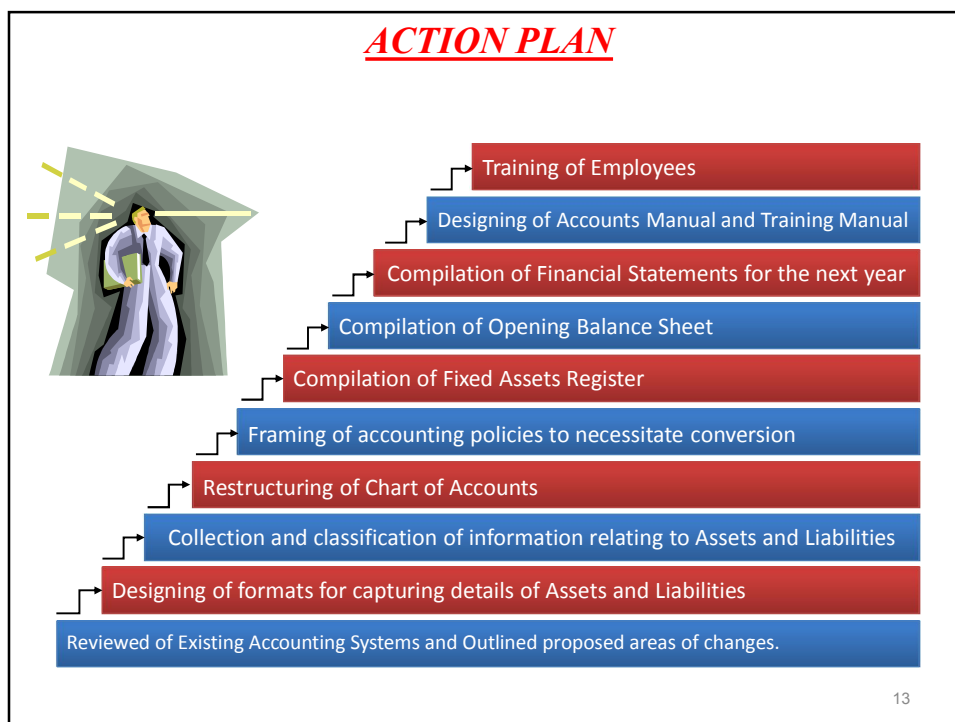 ACTION PLAN
Training of Employees
Designing of Accounts Manual and Training Manual
Compilation of Financial Statements for the next year
Compilation of Opening Balance Sheet
Compilation of Fixed Assets Register
Framing of accounting policies to necessitate conversion
Restructuring of Chart of Accounts
Collection and classification of information relating to Assets and Liabilities
Designing of formats for capturing details of Assets and Liabilities
Reviewed of Existing Accounting Systems and Outlined proposed areas of changes.
13